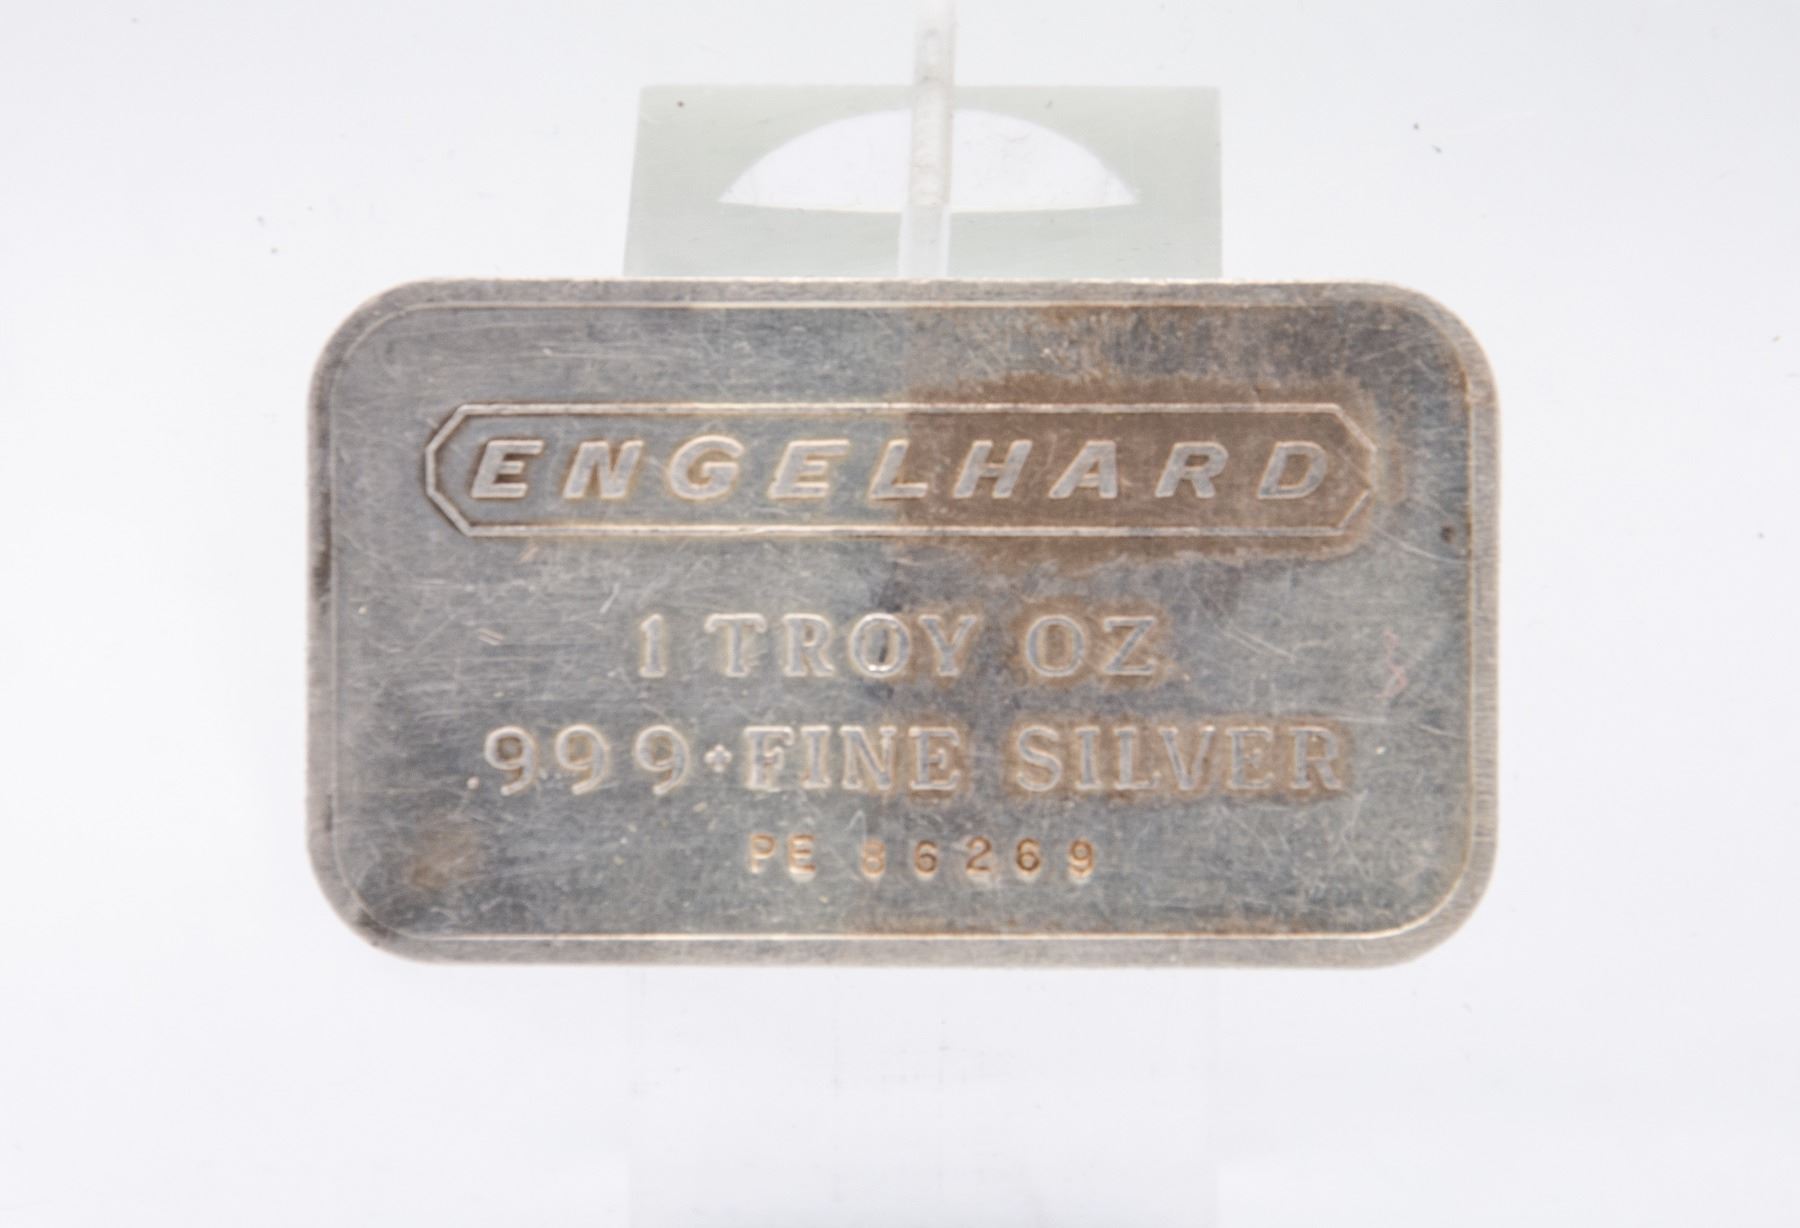 ENGELHARD
1 TROY OZ
999+FINE SILVER
PE 86269